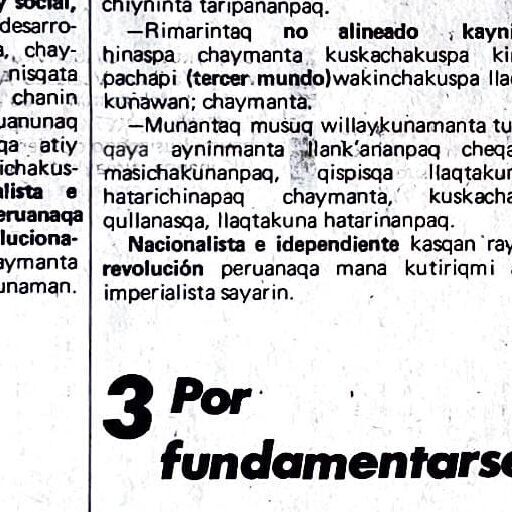 y social,
desarro-
a, chay-
nisqata
chanin
uanunaq
qa atiy
ichakus-
alista e
eruanaqa
luciona-
aymanta
unaman.
chiyninta taripananpaq.
—Rimarintaq no alineado kayni
hinaspa chaymanta kuskachakuspa ki
pachapi (tercer mundo)wakinchakuspa lla
kunawan; chaymanta.
—Munantaq musuq willaykunamanta tu
qaya ayninmanta llank'ananpaq cheqa
masichakunanpaq, qispisqa llaqtakun
hatarichinapaq chaymanta, kuskacha
qullanasqa, llaqtakuna hatarinanpaq.
Nacionalista e idependiente kasqan ray
revolución peruanaqa mana kutiriqmi
imperialista sayarin.
3 Por
fundamentarse